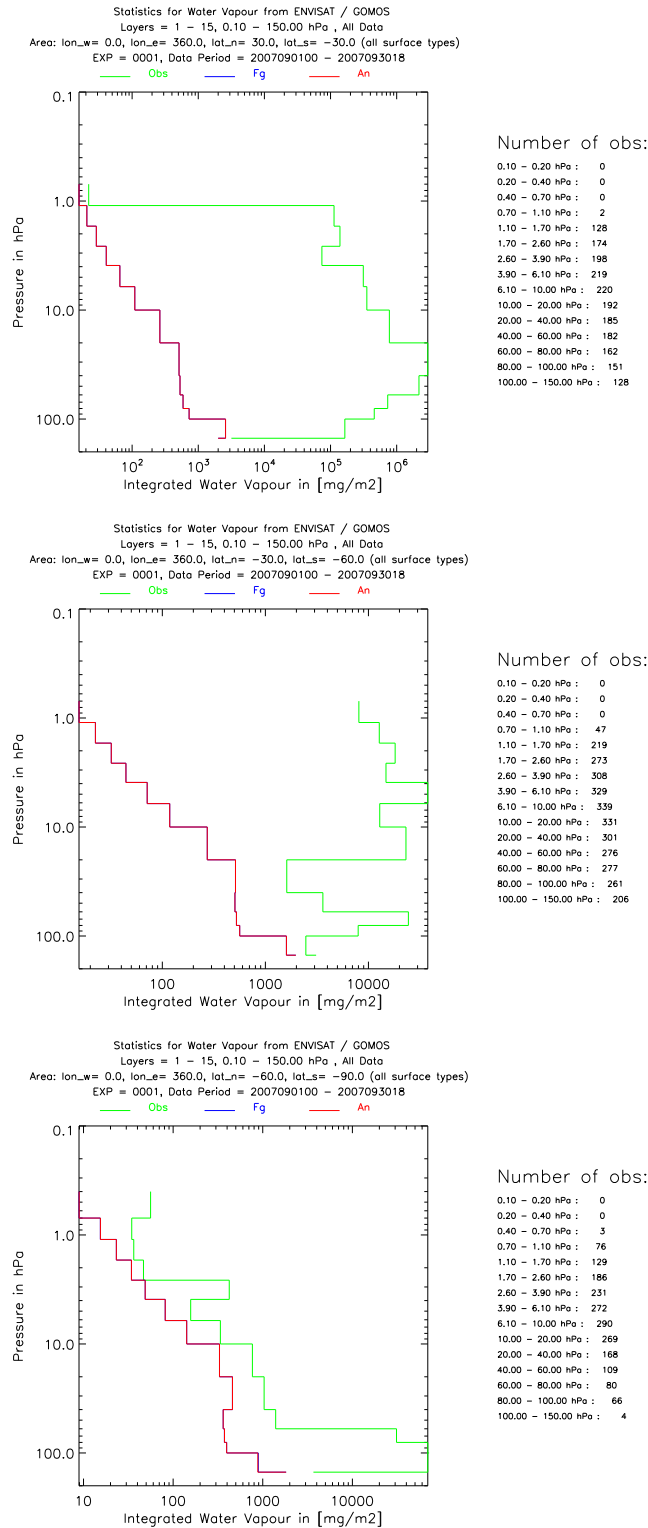 Statistics for Water Vapour from ENVISAT / GOMOS
Layers = 1 - 15, 0.10 - 150.00 hPa , All Data
Area: lon_w= 0.0, lon_e= 360.0, lat_n= 30.0, lat_s= -30.0 (all surface types)
EXP = 0001, Data Period = 2007090100 - 2007093018
Obs Fg An
0.1
1.0
10.0
100.0
Pressure in hPa
10² 10³ 10⁴ 10⁵ 10⁶
Integrated Water Vapour in [mg/m2]
Number of obs:
0.10 - 0.20 hPa : 0
0.20 - 0.40 hPa : 0
0.40 - 0.70 hPa : 0
0.70 - 1.10 hPa : 2
1.10 - 1.70 hPa : 128
1.70 - 2.60 hPa : 174
2.60 - 3.90 hPa : 198
3.90 - 6.10 hPa : 219
6.10 - 10.00 hPa : 220
10.00 - 20.00 hPa : 192
20.00 - 40.00 hPa : 185
40.00 - 60.00 hPa : 182
60.00 - 80.00 hPa : 162
80.00 - 100.00 hPa : 151
100.00 - 150.00 hPa : 128
Statistics for Water Vapour from ENVISAT / GOMOS
Layers = 1 - 15, 0.10 - 150.00 hPa , All Data
Area: lon_w= 0.0, lon_e= 360.0, lat_n= -30.0, lat_s= -60.0 (all surface types)
EXP = 0001, Data Period = 2007090100 - 2007093018
Obs Fg An
0.1
1.0
10.0
100.0
Pressure in hPa
100 1000 10000
Integrated Water Vapour in [mg/m2]
Number of obs:
0.10 - 0.20 hPa : 0
0.20 - 0.40 hPa : 0
0.40 - 0.70 hPa : 0
0.70 - 1.10 hPa : 47
1.10 - 1.70 hPa : 219
1.70 - 2.60 hPa : 273
2.60 - 3.90 hPa : 308
3.90 - 6.10 hPa : 329
6.10 - 10.00 hPa : 339
10.00 - 20.00 hPa : 331
20.00 - 40.00 hPa : 301
40.00 - 60.00 hPa : 276
60.00 - 80.00 hPa : 277
80.00 - 100.00 hPa : 261
100.00 - 150.00 hPa : 206
Statistics for Water Vapour from ENVISAT / GOMOS
Layers = 1 - 15, 0.10 - 150.00 hPa , All Data
Area: lon_w= 0.0, lon_e= 360.0, lat_n= -60.0, lat_s= -90.0 (all surface types)
EXP = 0001, Data Period = 2007090100 - 2007093018
Obs Fg An
0.1
1.0
10.0
100.0
Pressure in hPa
10 100 1000 10000
Integrated Water Vapour in [mg/m2]
Number of obs:
0.10 - 0.20 hPa : 0
0.20 - 0.40 hPa : 0
0.40 - 0.70 hPa : 3
0.70 - 1.10 hPa : 76
1.10 - 1.70 hPa : 129
1.70 - 2.60 hPa : 186
2.60 - 3.90 hPa : 231
3.90 - 6.10 hPa : 272
6.10 - 10.00 hPa : 290
10.00 - 20.00 hPa : 269
20.00 - 40.00 hPa : 168
40.00 - 60.00 hPa : 109
60.00 - 80.00 hPa : 80
80.00 - 100.00 hPa : 66
100.00 - 150.00 hPa : 4